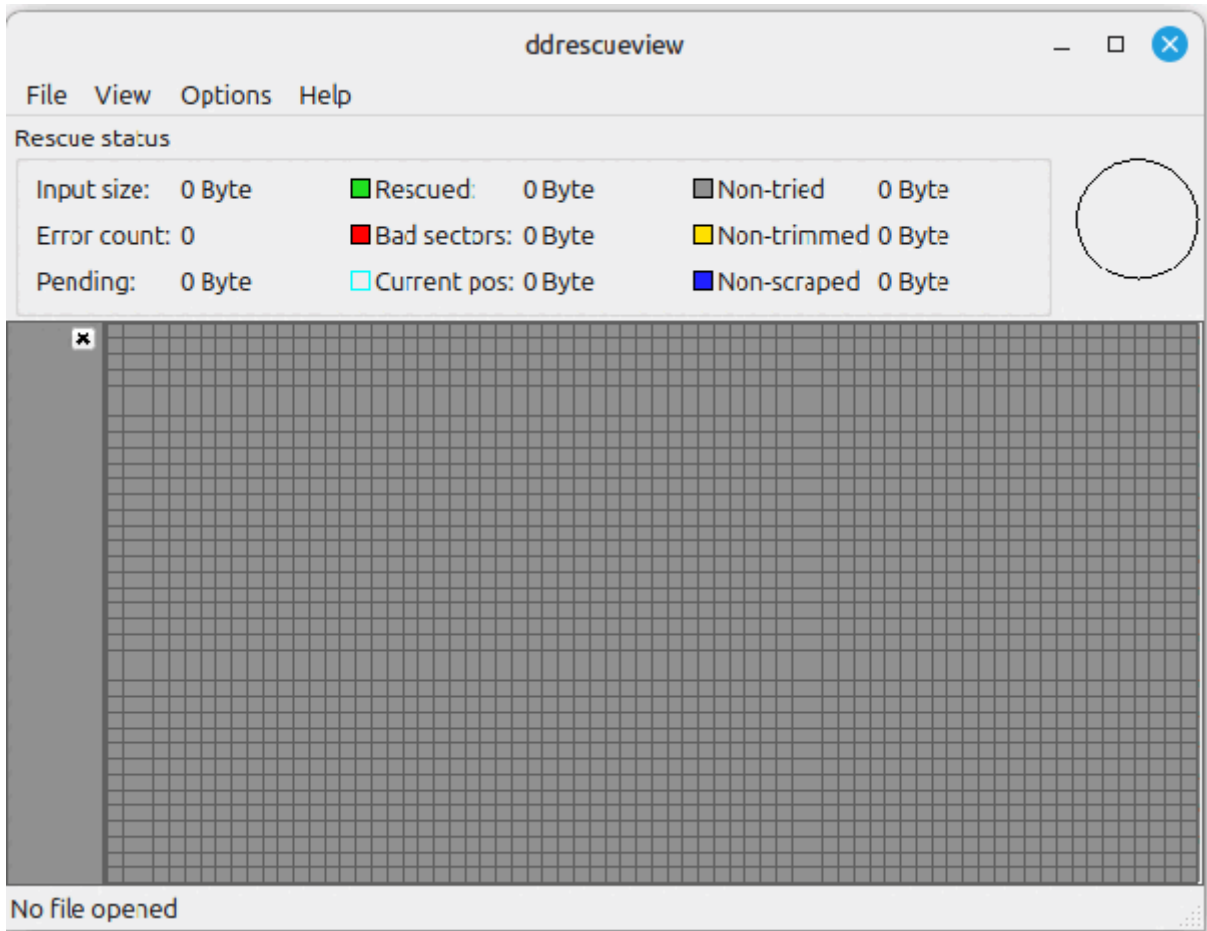 ddrescueview
File View Options Help
Rescue status
Input size: 0 Byte Rescued: 0 Byte Non-tried 0 Byte
Error count: 0 Bad sectors: 0 Byte Non-trimmed 0 Byte
Pending: 0 Byte Current pos: 0 Byte Non-scraped 0 Byte
No file opened